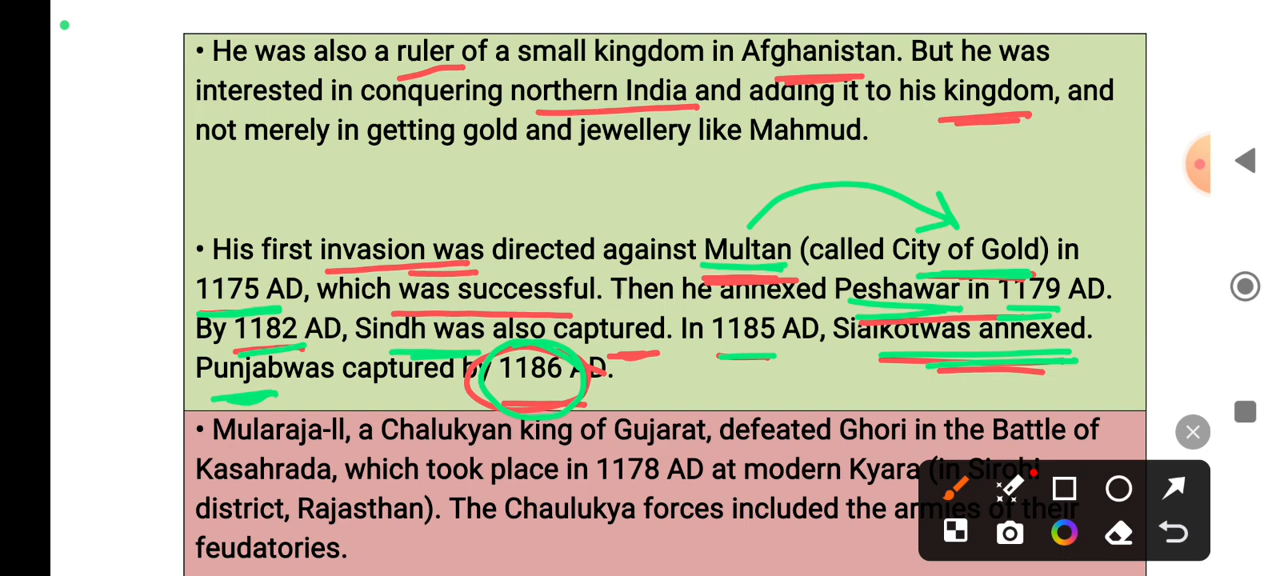 • He was also a ruler of a small kingdom in Afghanistan. But he was
interested in conquering northern India and adding it to his kingdom, and
not merely in getting gold and jewellery like Mahmud.
• His first invasion was directed against Multan (called City of Gold) in
1175 AD, which was successful. Then he annexed Peshawar in 1179 AD.
By 1182 AD, Sindh was also captured. In 1185 AD, Sialkotwas annexed.
Punjabwas captured by 1186 AD.
• Mularaja-II, a Chalukyan king of Gujarat, defeated Ghori in the Battle of
Kasahrada, which took place in 1178 AD at modern Kyara (in Sirohi
district, Rajasthan). The Chaulukya forces included the armies of their
feudatories.